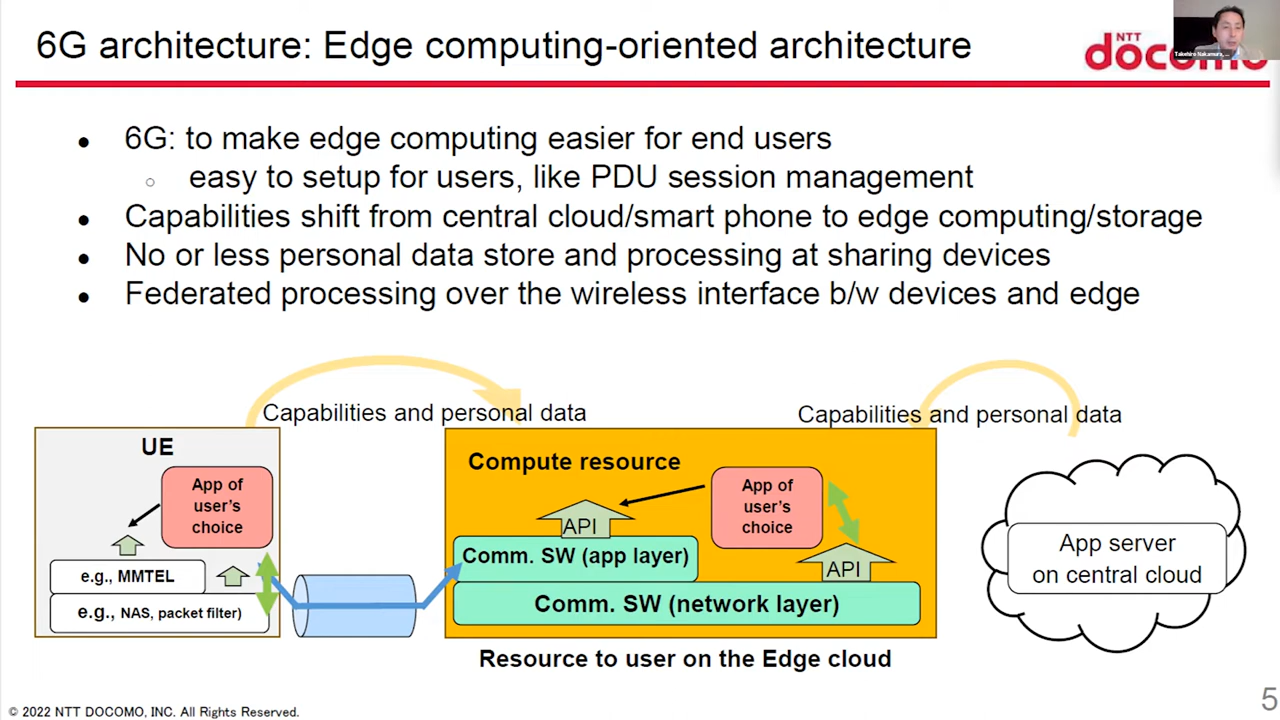 6G architecture: Edge computing-oriented architecture
NTT
docomo
Takehiro Nakamura, ...
• 6G: to make edge computing easier for end users
○ easy to setup for users, like PDU session management
• Capabilities shift from central cloud/smart phone to edge computing/storage
• No or less personal data store and processing at sharing devices
• Federated processing over the wireless interface b/w devices and edge
Capabilities and personal data
Capabilities and personal data
UE
App of
user's
choice
e.g., MMTEL
e.g., NAS, packet filter)
Compute resource
App of
user's
choice
API
Comm. SW (app layer)
API
Comm. SW (network layer)
Resource to user on the Edge cloud
App server
on central cloud
© 2022 NTT DOCOMO, INC. All Rights Reserved.
5